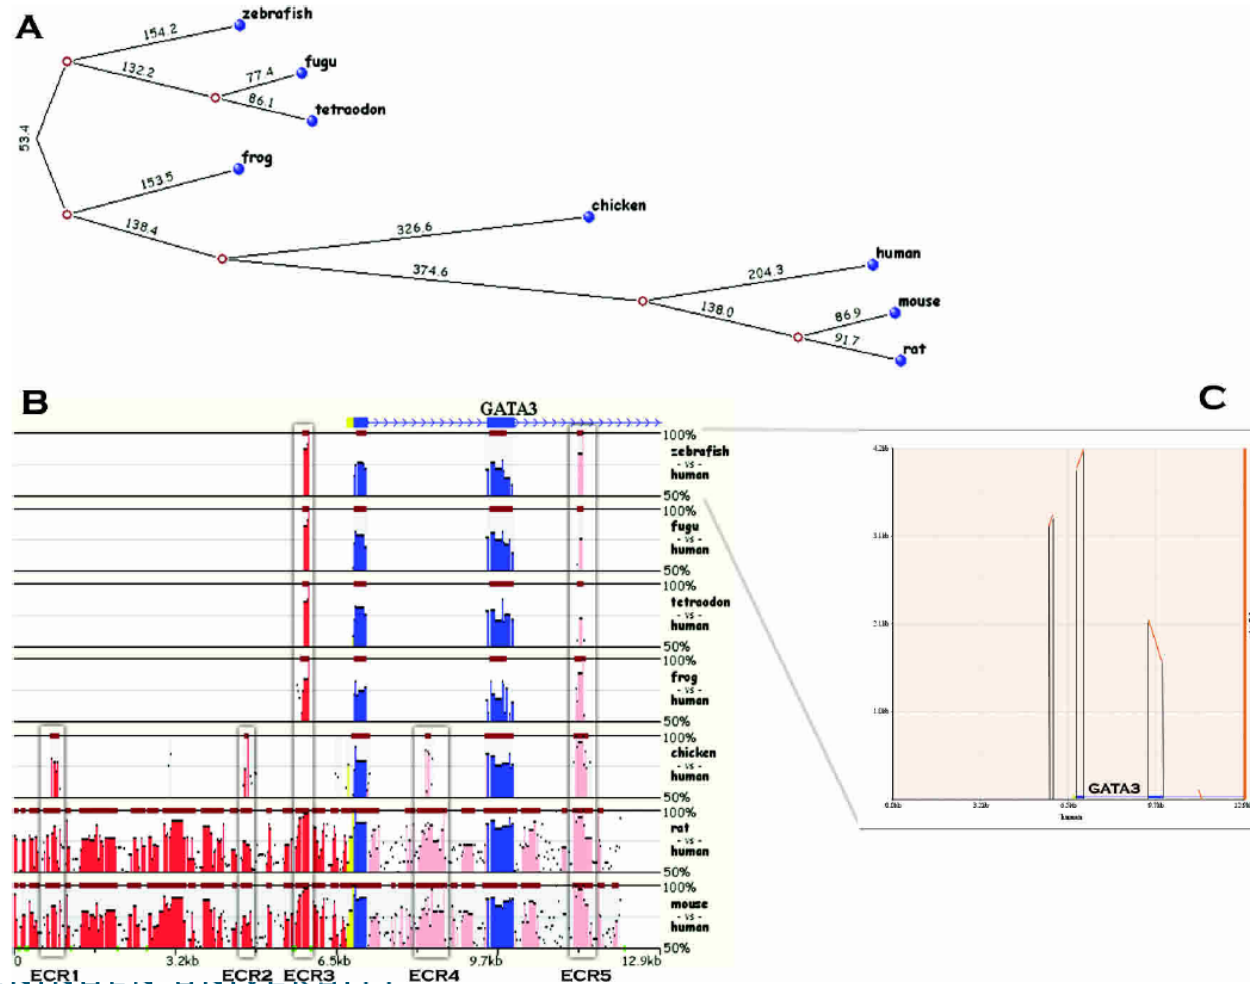 A
zebrafish
154.2
132.2
fugu
77.4
86.1
tetraodon
53.4
frog
153.5
138.4
chicken
326.6
374.6
human
204.3
138.0
mouse
86.9
91.7
rat
B
C
GATA3
100%
zebrafish
- vs -
human
50%
100%
fugu
- vs -
human
50%
100%
tetraodon
- vs -
human
50%
100%
frog
- vs -
human
50%
100%
chicken
- vs -
human
50%
100%
rat
- vs -
human
50%
100%
mouse
- vs -
human
50%
0 3.2kb 6.5kb 9.7kb 12.9kb
ECR1 ECR2 ECR3 ECR4 ECR5
GATA3
0.0kb